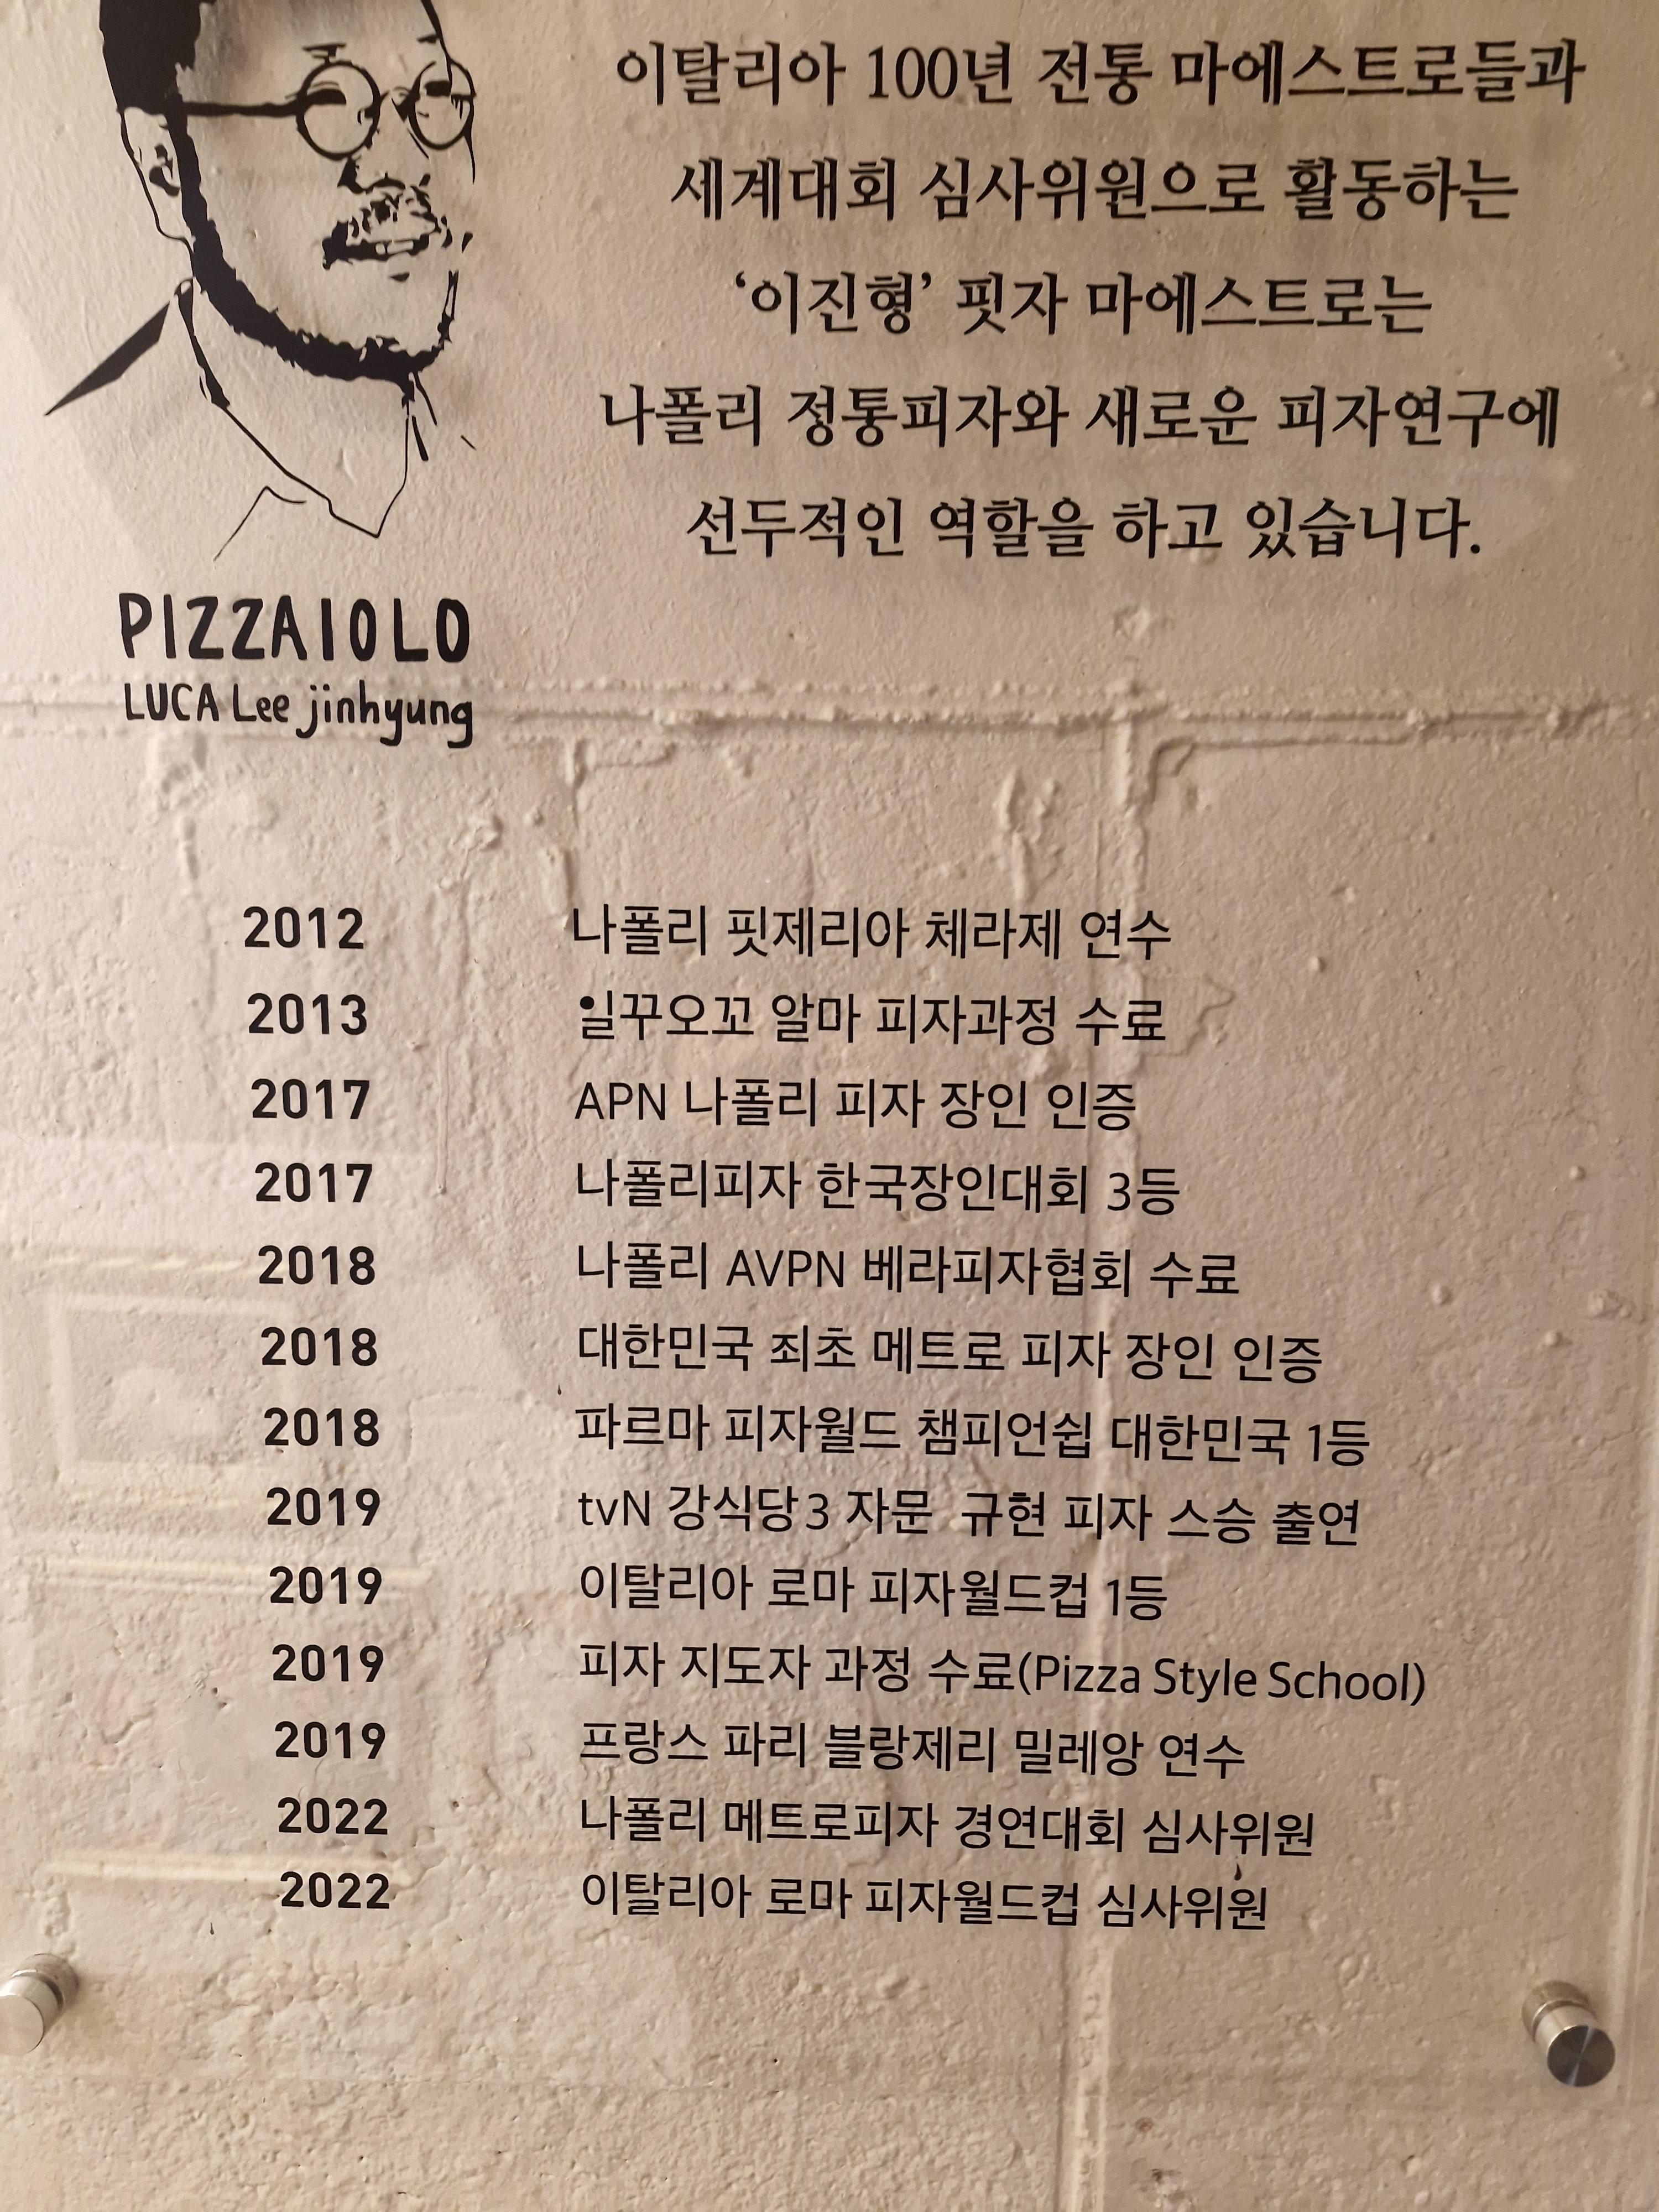 이탈리아 100년 전통 마에스트로들과
세계대회 심사위원으로 활동하는
‘이진형’ 핏자 마에스트로는
나폴리 정통피자와 새로운 피자연구에
선두적인 역할을 하고 있습니다.
PIZZAIOLO
LUCA Lee jinhyung
2012 나폴리 핏제리아 체라제 연수
2013 일꾸오꼬 알마 피자과정 수료
2017 APN 나폴리 피자 장인 인증
2017 나폴리피자 한국장인대회 3등
2018 나폴리 AVPN 베라피자협회 수료
2018 대한민국 죄초 메트로 피자 장인 인증
2018 파르마 피자월드 챔피언쉽 대한민국 1등
2019 tvN 강식당3 자문 규현 피자 스승 출연
2019 이탈리아 로마 피자월드컵 1등
2019 피자 지도자 과정 수료(Pizza Style School)
2019 프랑스 파리 블랑제리 밀레앙 연수
2022 나폴리 메트로피자 경연대회 심사위원
2022 이탈리아 로마 피자월드컵 심사위원